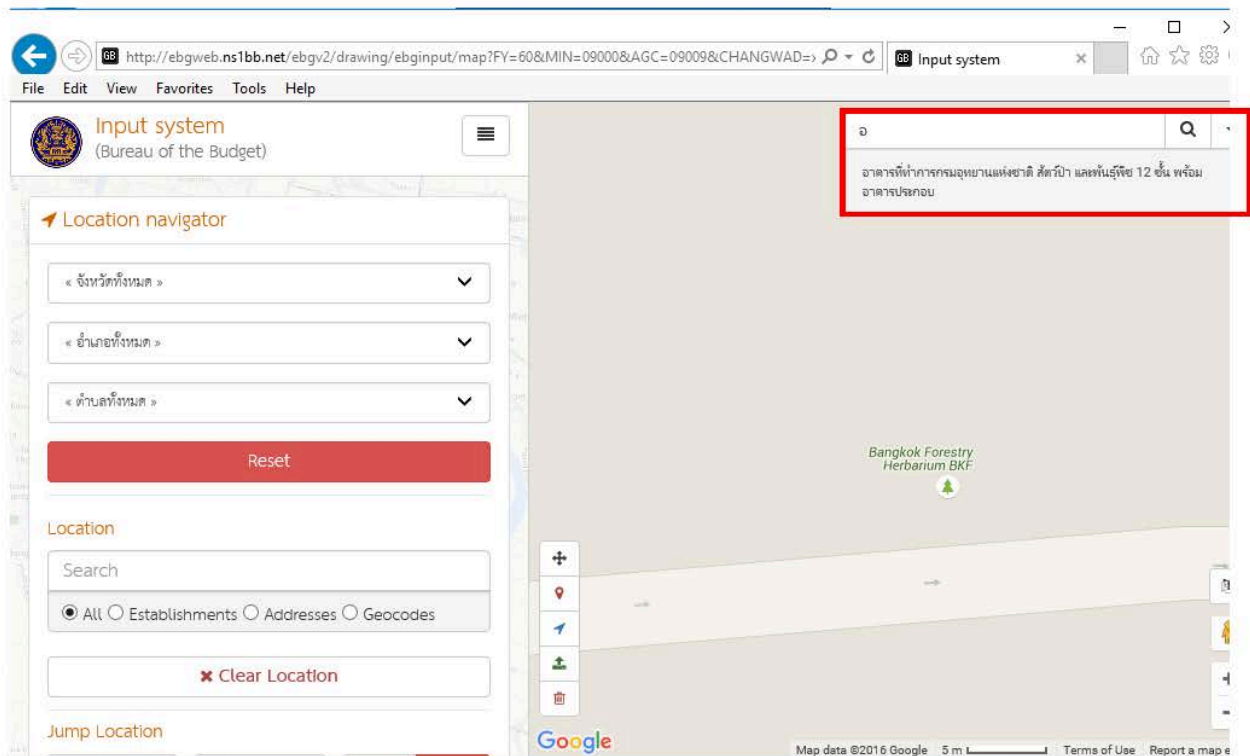 http://ebgweb.ns1bb.net/ebgv2/drawing/ebginput/map?FY=60&MIN=09000&AGC=09009&CHANGWAD=
Input system
File Edit View Favorites Tools Help
Input system
(Bureau of the Budget)
Location navigator
« จังหวัดทั้งหมด »
« อำเภอทั้งหมด »
« ตำบลทั้งหมด »
Reset
Location
Search
All Establishments Addresses Geocodes
Clear Location
Jump Location
อ
อาคารที่ทำการกรมอุทยานแห่งชาติ สัตว์ป่า และพันธุ์พืช 12 ชั้น พร้อม
อาคารประกอบ
Bangkok Forestry
Herbarium BKF
Google
Map data ©2016 Google 5 m Terms of Use Report a map e